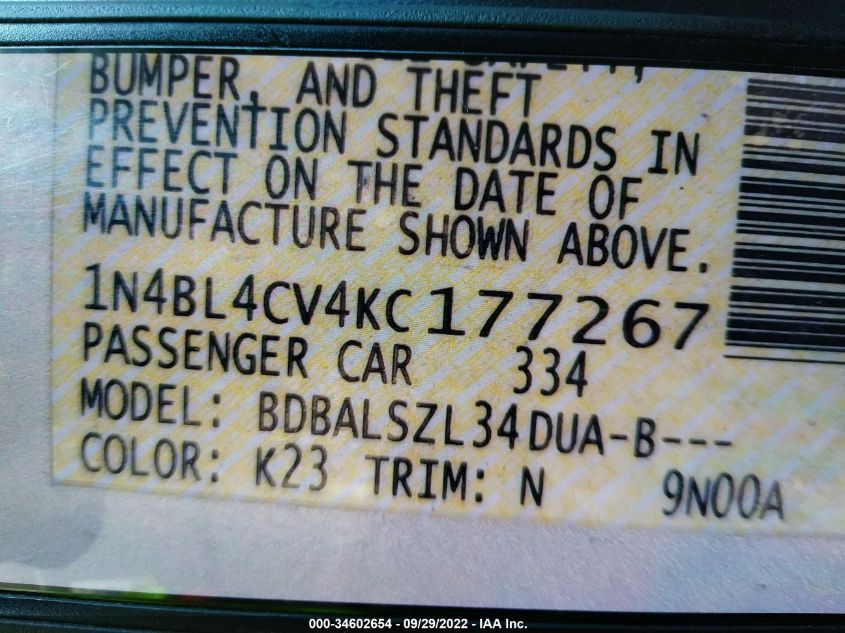 BUMPER, AND THEFT
PREVENTION STANDARDS IN
EFFECT ON THE DATE OF
MANUFACTURE SHOWN ABOVE.
1N4BL4CV4KC177267
PASSENGER CAR 334
MODEL: BDBALSZL34DUA-B---
COLOR: K23 TRIM: N 9N00A
000-34602654 - 09/29/2022 - IAA Inc.